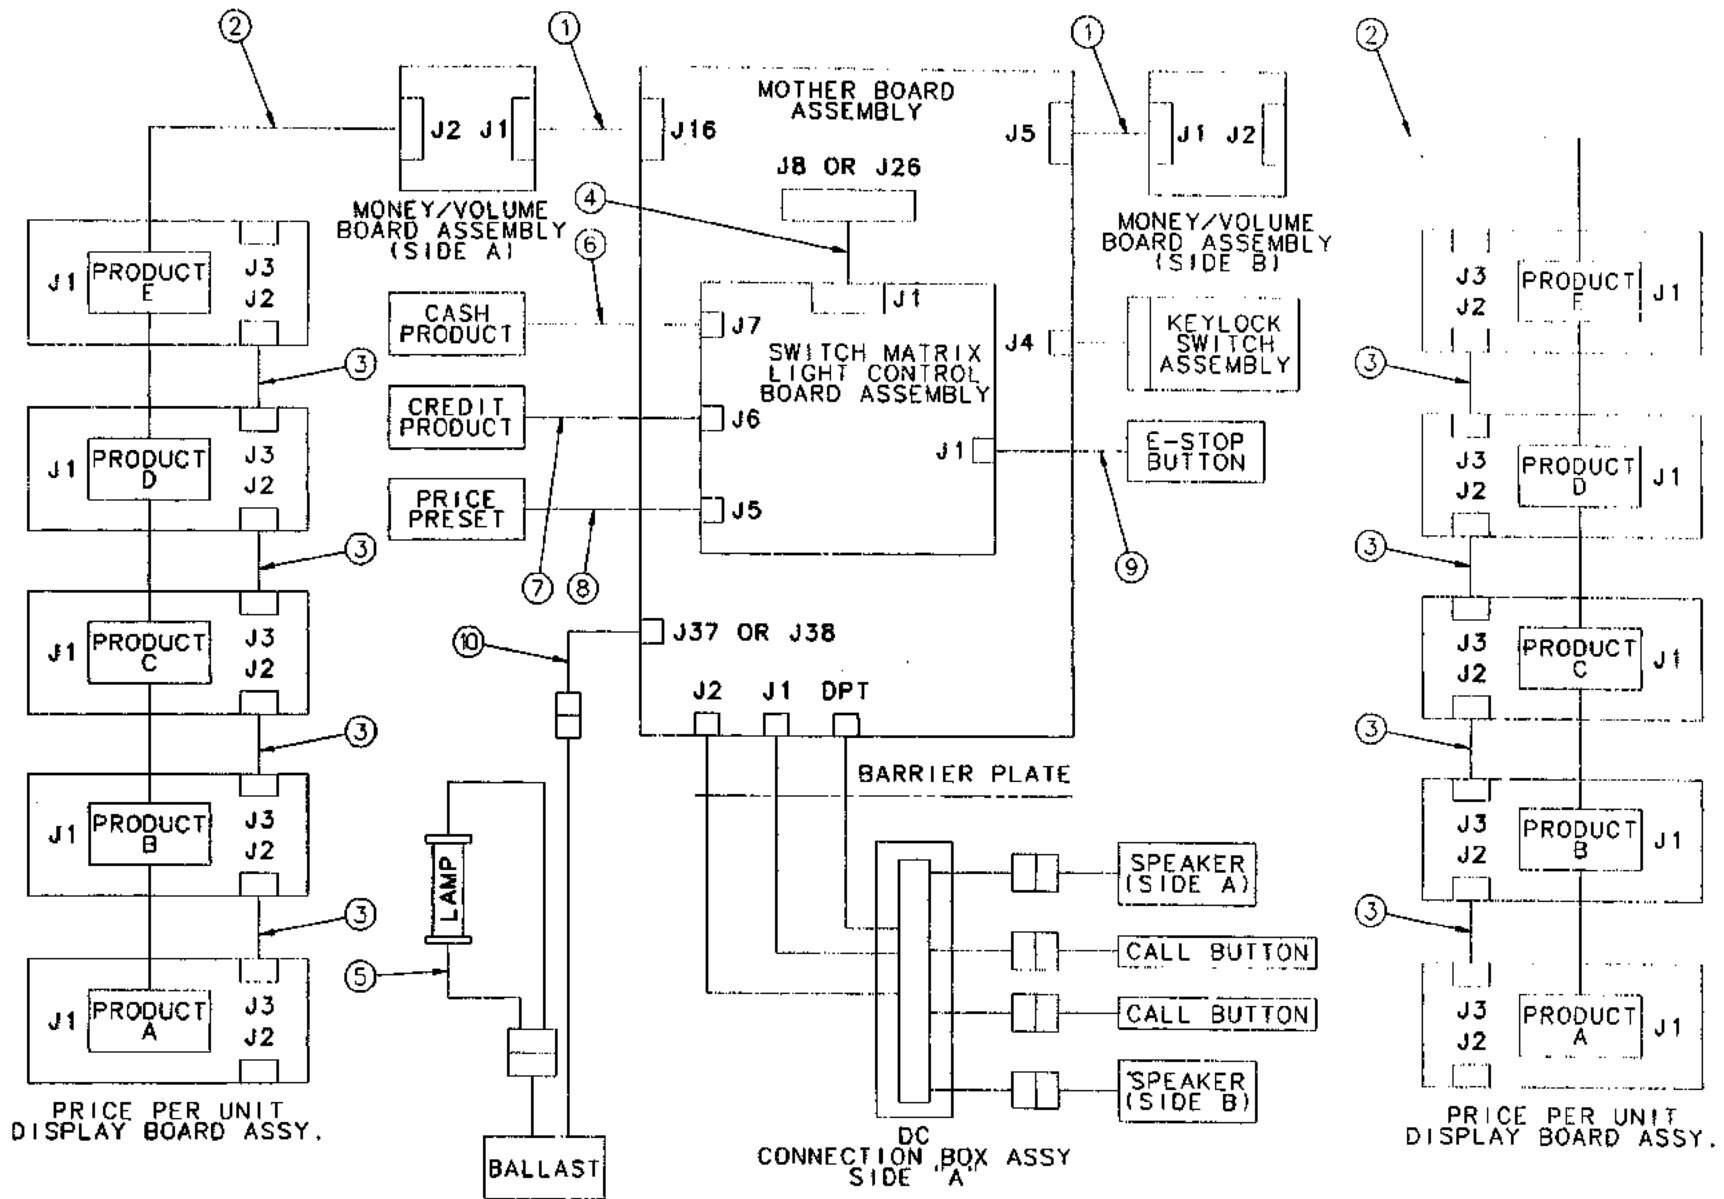 2
1
1
2
MOTHER BOARD
ASSEMBLY
J2 J1
J16
J5
J1 J2
J8 OR J26
4
MONEY/VOLUME
BOARD ASSEMBLY
(SIDE A)
MONEY/VOLUME
BOARD ASSEMBLY
(SIDE B)
6
J1
PRODUCT
E
J3
J2
CASH
PRODUCT
J7
J1
SWITCH MATRIX
LIGHT CONTROL
BOARD ASSEMBLY
J4
KEYLOCK
SWITCH
ASSEMBLY
J3
J2
PRODUCT
J1
3
3
CREDIT
PRODUCT
J6
J1
E-STOP
BUTTON
J1
PRODUCT
D
J3
J2
J3
J2
PRODUCT
D
J1
PRICE
PRESET
J5
3
7
8
9
3
J1
PRODUCT
C
J3
J2
10
J37 OR J38
J3
J2
PRODUCT
C
J1
J2 J1 DPT
3
3
BARRIER PLATE
J1
PRODUCT
B
J3
J2
J3
J2
PRODUCT
B
J1
LAMP
SPEAKER
(SIDE A)
3
3
CALL BUTTON
5
CALL BUTTON
J1
PRODUCT
A
J3
J2
J3
J2
PRODUCT
A
J1
SPEAKER
(SIDE B)
PRICE PER UNIT
DISPLAY BOARD ASSY.
PRICE PER UNIT
DISPLAY BOARD ASSY.
BALLAST
DC
CONNECTION BOX ASSY
SIDE "A"